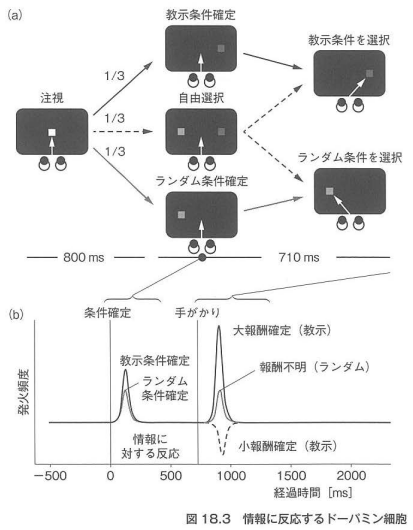 (a)
教示条件確定
教示条件を選択
1/3
注視
1/3
自由選択
1/3
ランダム条件を選択
ランダム条件確定
800 ms
710 ms
(b)
条件確定
手がかり
大報酬確定（教示）
教示条件確定
報酬不明（ランダム）
ランダム
条件確定
発火頻度
情報に
対する反応
小報酬確定（教示）
−500
0
500
1000
1500
2000
経過時間 [ms]
図 18.3 情報に反応するドーパミン細胞